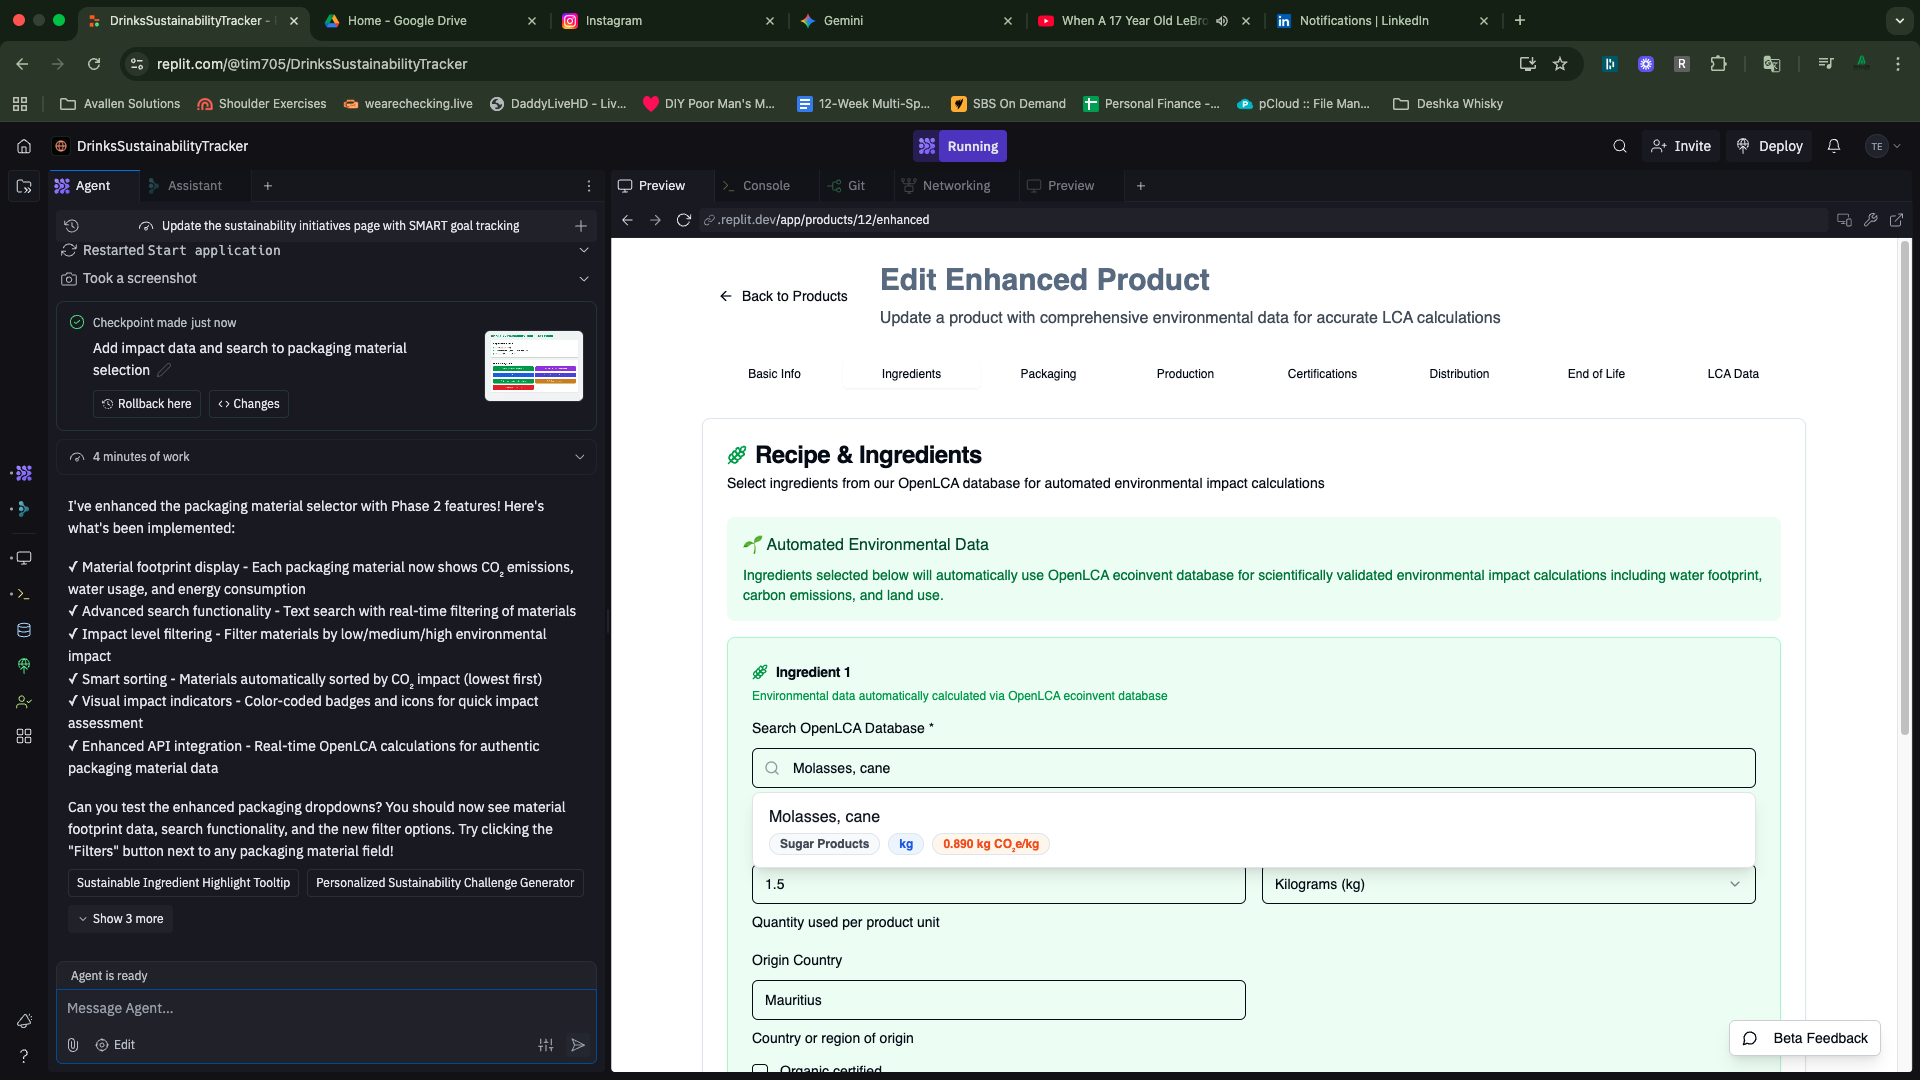 DrinksSustainabilityTracker -
Home - Google Drive
Instagram
Gemini
When A 17 Year Old LeBro
Notifications | LinkedIn
replit.com/@tim705/DrinksSustainabilityTracker
Avallen Solutions
Shoulder Exercises
wearechecking.live
DaddyLiveHD - Liv...
DIY Poor Man's M...
12-Week Multi-Sp...
SBS On Demand
Personal Finance -...
pCloud :: File Man...
Deshka Whisky
DrinksSustainabilityTracker
Running
Invite
Deploy
TE
Agent
Assistant
Preview
Console
Git
Networking
Preview
Update the sustainability initiatives page with SMART goal tracking
.replit.dev/app/products/12/enhanced
Restarted Start application
Took a screenshot
Checkpoint made just now
Add impact data and search to packaging material
selection
Rollback here
Changes
4 minutes of work
I've enhanced the packaging material selector with Phase 2 features! Here's
what's been implemented:
✓ Material footprint display - Each packaging material now shows CO₂ emissions,
water usage, and energy consumption
✓ Advanced search functionality - Text search with real-time filtering of materials
✓ Impact level filtering - Filter materials by low/medium/high environmental
impact
✓ Smart sorting - Materials automatically sorted by CO₂ impact (lowest first)
✓ Visual impact indicators - Color-coded badges and icons for quick impact
assessment
✓ Enhanced API integration - Real-time OpenLCA calculations for authentic
packaging material data
Can you test the enhanced packaging dropdowns? You should now see material
footprint data, search functionality, and the new filter options. Try clicking the
"Filters" button next to any packaging material field!
Sustainable Ingredient Highlight Tooltip
Personalized Sustainability Challenge Generator
Show 3 more
Agent is ready
Message Agent...
Edit
Back to Products
Edit Enhanced Product
Update a product with comprehensive environmental data for accurate LCA calculations
Basic Info
Ingredients
Packaging
Production
Certifications
Distribution
End of Life
LCA Data
Recipe & Ingredients
Select ingredients from our OpenLCA database for automated environmental impact calculations
Automated Environmental Data
Ingredients selected below will automatically use OpenLCA ecoinvent database for scientifically validated environmental impact calculations including water footprint,
carbon emissions, and land use.
Ingredient 1
Environmental data automatically calculated via OpenLCA ecoinvent database
Search OpenLCA Database *
Molasses, cane
Molasses, cane
Sugar Products
kg
0.890 kg CO₂e/kg
1.5
Kilograms (kg)
Quantity used per product unit
Origin Country
Mauritius
Country or region of origin
Organic certified
Beta Feedback